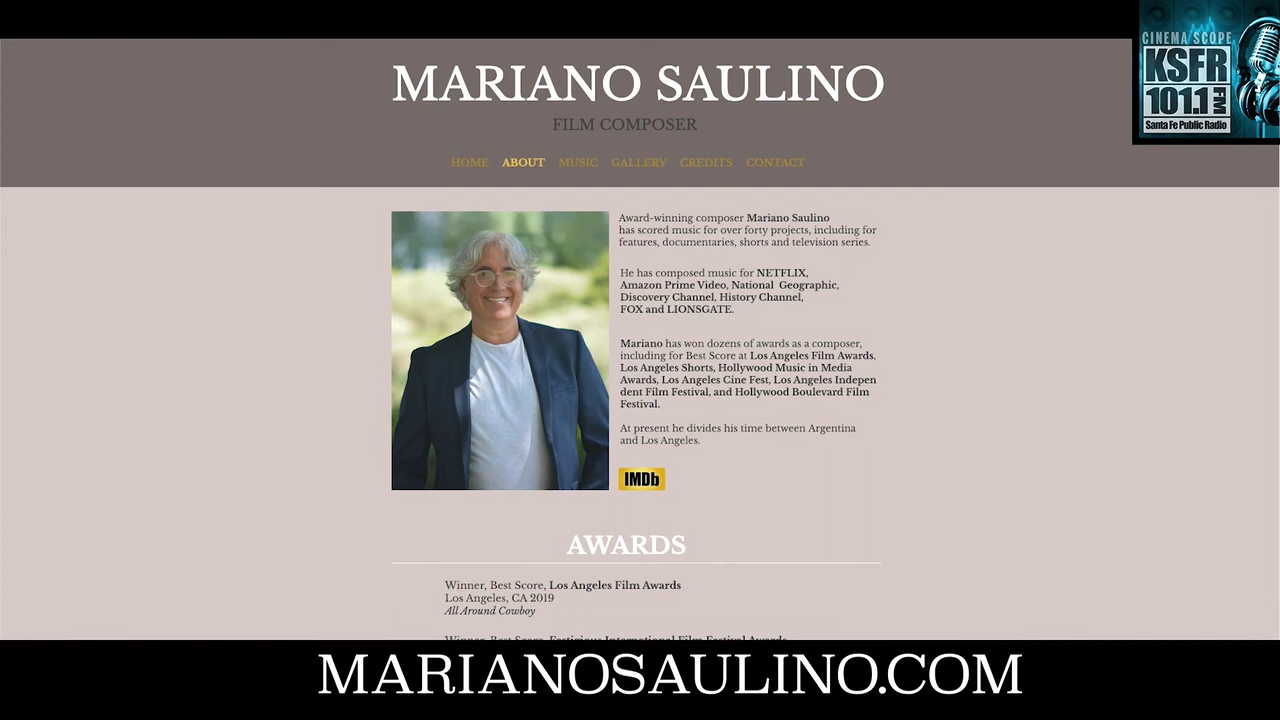 CINEMA SCOPE
KSFR
101.1 FM
Santa Fe Public Radio
MARIANO SAULINO
FILM COMPOSER
HOME ABOUT MUSIC GALLERY CREDITS CONTACT
Award-winning composer Mariano Saulino
has scored music for over forty projects, including for
features, documentaries, shorts and television series.
He has composed music for NETFLIX,
Amazon Prime Video, National Geographic,
Discovery Channel, History Channel,
FOX and LIONSGATE.
Mariano has won dozens of awards as a composer,
including for Best Score at Los Angeles Film Awards,
Los Angeles Shorts, Hollywood Music in Media
Awards, Los Angeles Cine Fest, Los Angeles Indepen
dent Film Festival, and Hollywood Boulevard Film
Festival.
At present he divides his time between Argentina
and Los Angeles.
IMDb
AWARDS
Winner, Best Score, Los Angeles Film Awards
Los Angeles, CA 2019
All Around Cowboy
MARIANOSAULINO.COM